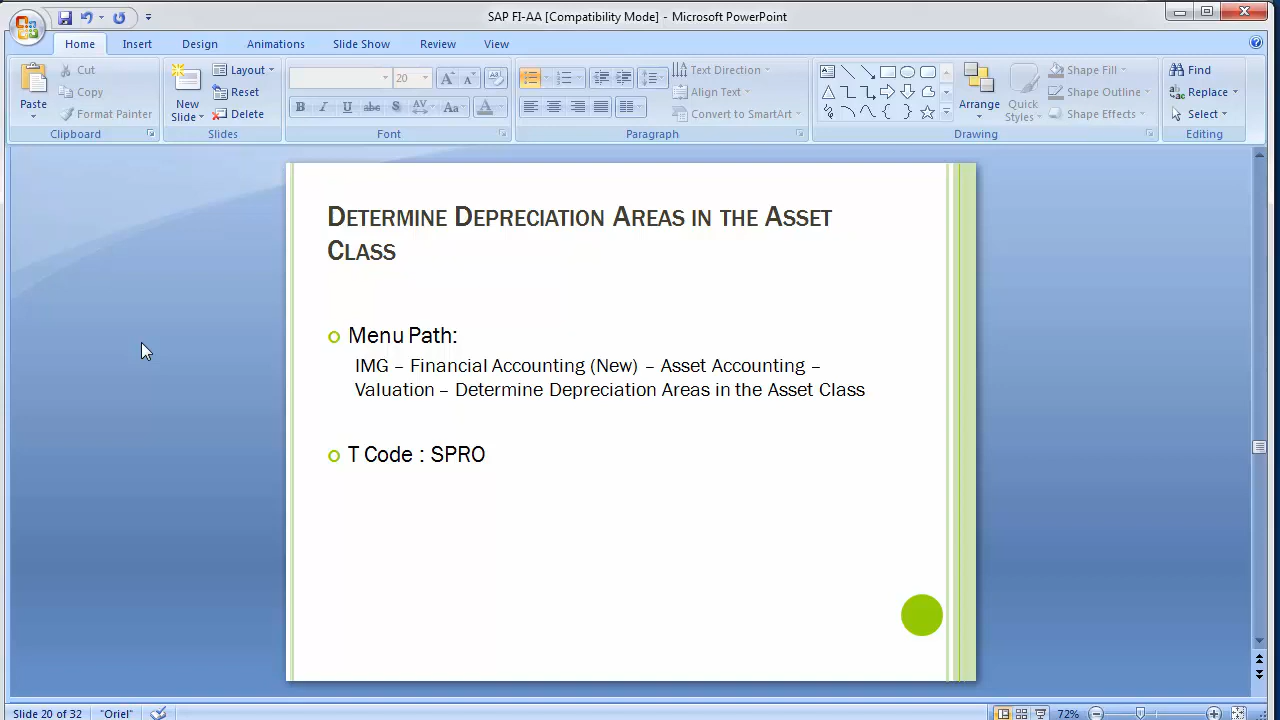 SAP FI-AA [Compatibility Mode] - Microsoft PowerPoint
Home Insert Design Animations Slide Show Review View
Paste
Cut
Copy
Format Painter
Clipboard
New Slide
Layout
Reset
Delete
Slides
20
B I U abc S AV Aa A
Font
Text Direction
Align Text
Convert to SmartArt
Paragraph
Arrange
Quick Styles
Shape Fill
Shape Outline
Shape Effects
Drawing
Find
Replace
Select
Editing
DETERMINE DEPRECIATION AREAS IN THE ASSET
CLASS
Menu Path:
IMG – Financial Accounting (New) – Asset Accounting –
Valuation – Determine Depreciation Areas in the Asset Class
T Code : SPRO
Slide 20 of 32 "Oriel" 72%